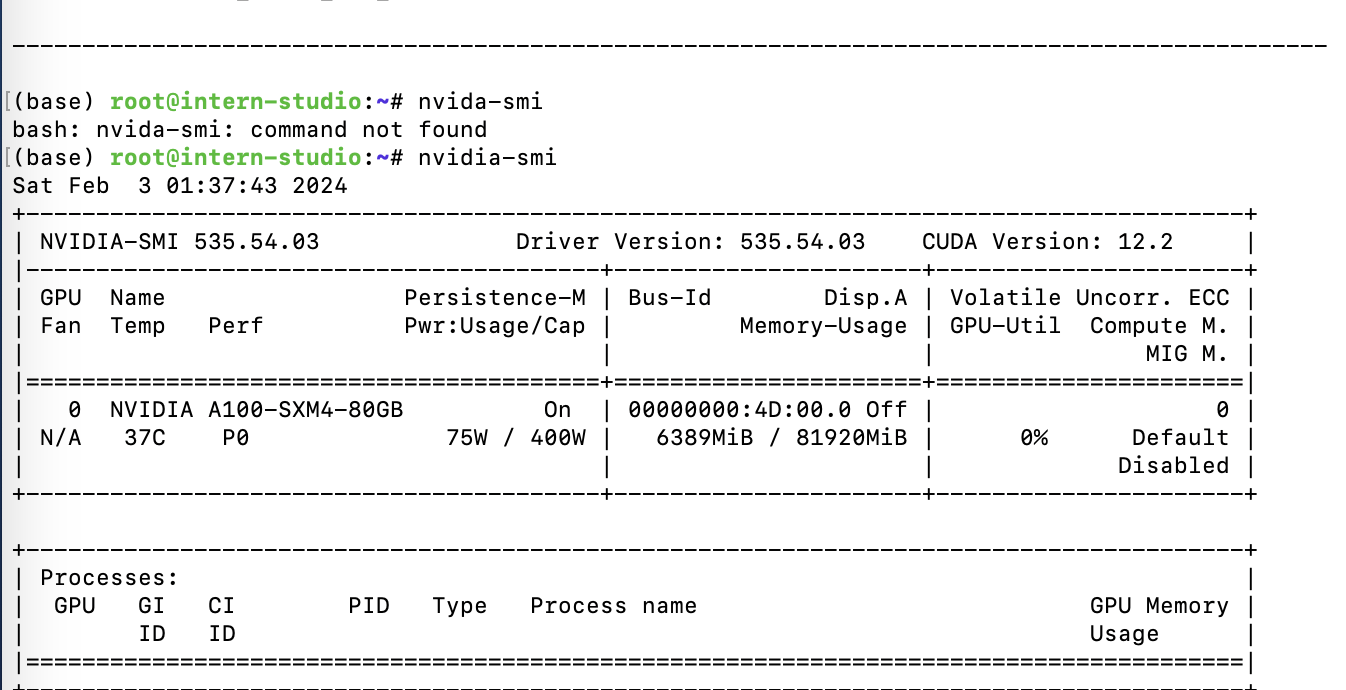 --------------------------------------------------------------------------------------
[(base) root@intern-studio:~# nvida-smi
bash: nvida-smi: command not found
[(base) root@intern-studio:~# nvidia-smi
Sat Feb  3 01:37:43 2024
+---------------------------------------------------------------------------------------+
| NVIDIA-SMI 535.54.03              Driver Version: 535.54.03    CUDA Version: 12.2     |
|-----------------------------------------+----------------------+----------------------+
| GPU  Name                 Persistence-M | Bus-Id        Disp.A | Volatile Uncorr. ECC |
| Fan  Temp   Perf          Pwr:Usage/Cap |         Memory-Usage | GPU-Util  Compute M. |
|                                         |                      |               MIG M. |
|=========================================+======================+======================|
|   0  NVIDIA A100-SXM4-80GB          On  | 00000000:4D:00.0 Off |                    0 |
| N/A   37C    P0              75W / 400W |   6389MiB / 81920MiB |      0%      Default |
|                                         |                      |             Disabled |
+-----------------------------------------+----------------------+----------------------+
+---------------------------------------------------------------------------------------+
| Processes:                                                                            |
|  GPU   GI   CI        PID   Type   Process name                            GPU Memory |
|        ID   ID                                                             Usage      |
|=======================================================================================|
+---------------------------------------------------------------------------------------+